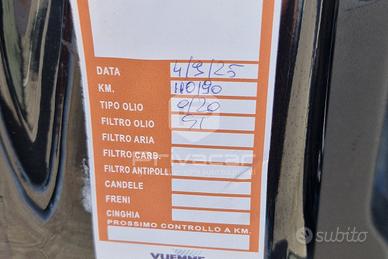 DATA 4/9/25
KM. 110190
TIPO OLIO 0/20
FILTRO OLIO SI
FILTRO ARIA
FILTRO CARB.
FILTRO ANTIPOLL.
CANDELE
FRENI
CINGHIA
PROSSIMO CONTROLLO A KM.
subito